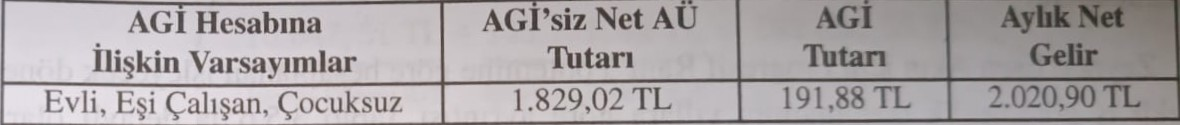 AGİ Hesabına İlişkin Varsayımlar | AGİ'siz Net AÜ Tutarı | AGİ Tutarı | Aylık Net Gelir
Evli, Eşi Çalışan, Çocuksuz | 1.829,02 TL | 191,88 TL | 2.020,90 TL